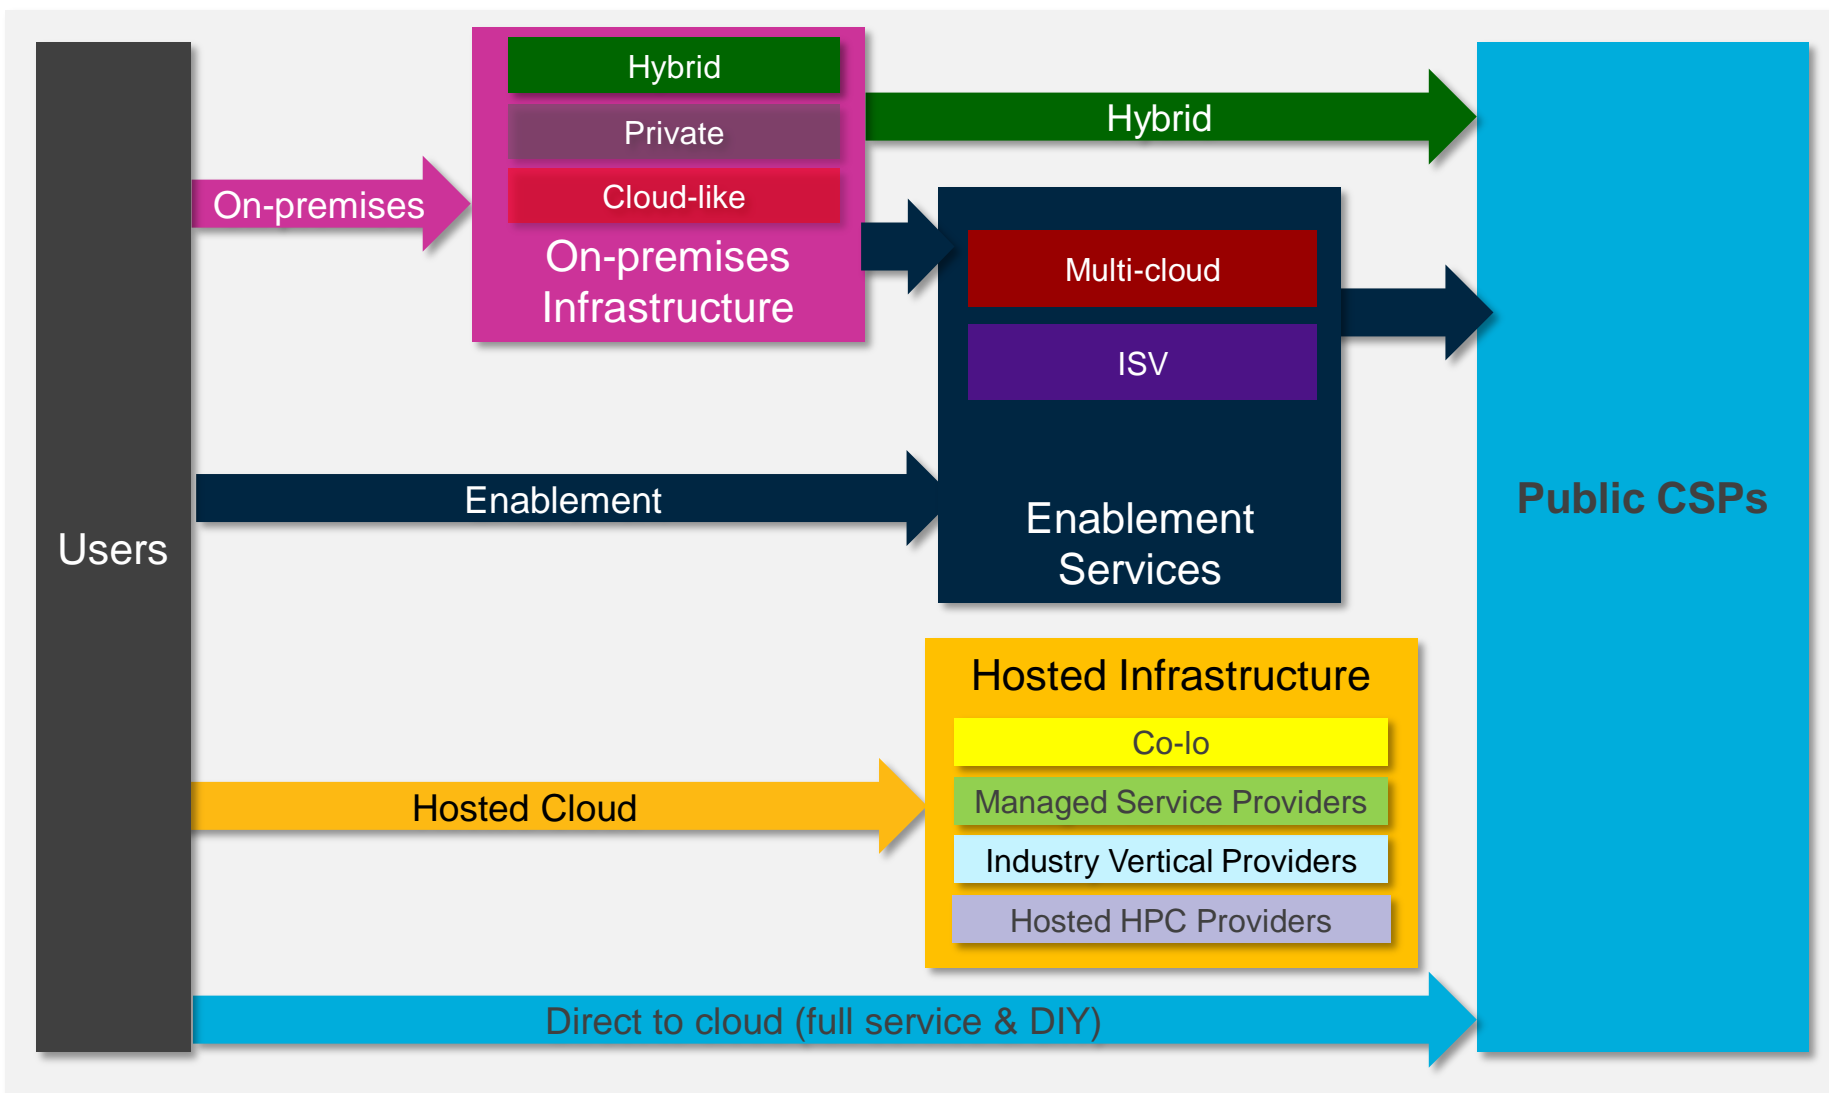 Users
On-premises
Hybrid
Private
Cloud-like
On-premises
Infrastructure
Hybrid
Multi-cloud
ISV
Enablement
Services
Enablement
Hosted Cloud
Hosted Infrastructure
Co-lo
Managed Service Providers
Industry Vertical Providers
Hosted HPC Providers
Direct to cloud (full service & DIY)
Public CSPs